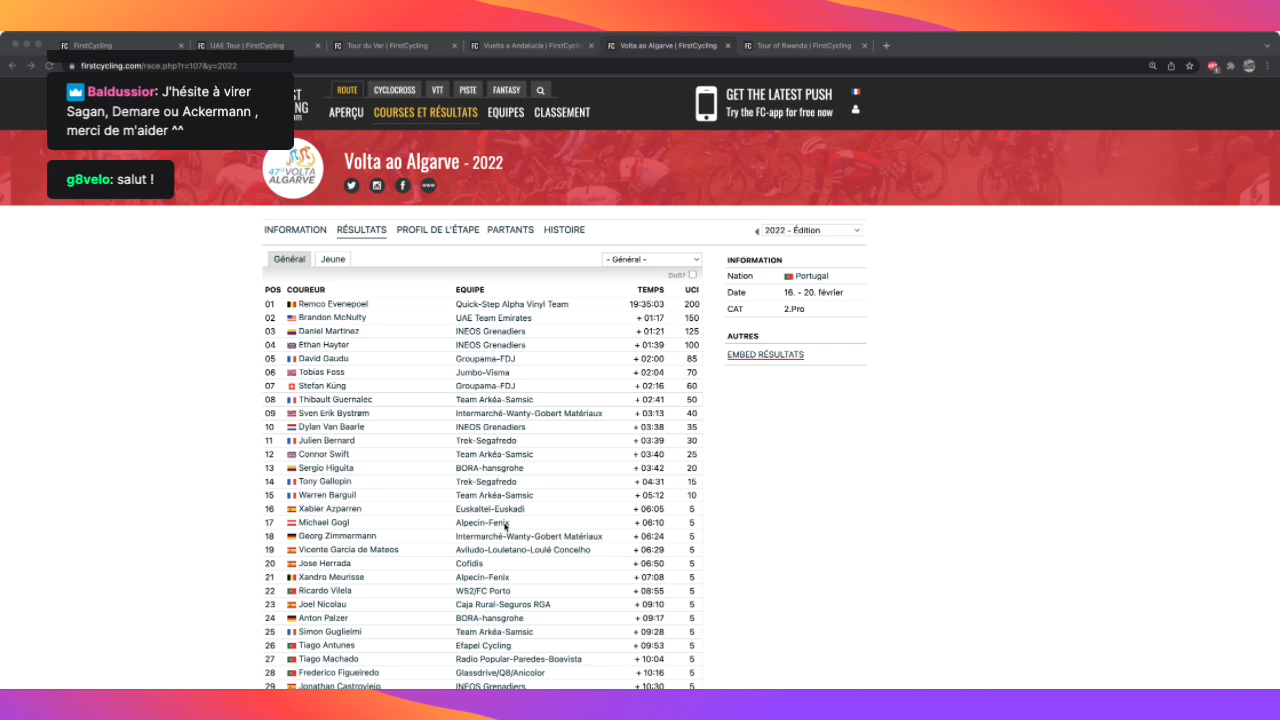 FirstCycling
UAE Tour | FirstCycling
Tour du Var | FirstCycling
Vuelta a Andalucía | FirstCyclin
Volta ao Algarve | FirstCycling
Tour of Rwanda | FirstCycling
firstcycling.com/race.php?r=107&y=2022
Baldussior: J'hésite à virer
Sagan, Demare ou Ackermann ,
merci de m'aider ^^
g8velo: salut !
ROUTE CYCLOCROSS VTT PISTE FANTASY
APERÇU COURSES ET RÉSULTATS EQUIPES CLASSEMENT
GET THE LATEST PUSH
Try the FC-app for free now
47ª VOLTA
ALGARVE
Volta ao Algarve - 2022
WWW
INFORMATION RÉSULTATS PROFIL DE L'ÉTAPE PARTANTS HISTOIRE
2022 - Édition
Général Jeune
- Général -
POS COUREUR EQUIPE TEMPS UCI
01 Remco Evenepoel Quick-Step Alpha Vinyl Team 19:35:03 200
02 Brandon McNulty UAE Team Emirates + 01:17 150
03 Daniel Martinez INEOS Grenadiers + 01:21 125
04 Ethan Hayter INEOS Grenadiers + 01:39 100
05 David Gaudu Groupama-FDJ + 02:00 85
06 Tobias Foss Jumbo-Visma + 02:04 70
07 Stefan Küng Groupama-FDJ + 02:16 60
08 Thibault Guernalec Team Arkéa-Samsic + 02:41 50
09 Sven Erik Bystrøm Intermarché-Wanty-Gobert Matériaux + 03:13 40
10 Dylan Van Baarle INEOS Grenadiers + 03:38 35
11 Julien Bernard Trek-Segafredo + 03:39 30
12 Connor Swift Team Arkéa-Samsic + 03:40 25
13 Sergio Higuita BORA-hansgrohe + 03:42 20
14 Tony Gallopin Trek-Segafredo + 04:31 15
15 Warren Barguil Team Arkéa-Samsic + 05:12 10
16 Xabier Azparren Euskaltel-Euskadi + 06:05 5
17 Michael Gogl Alpecin-Fenix + 06:10 5
18 Georg Zimmermann Intermarché-Wanty-Gobert Matériaux + 06:24 5
19 Vicente Garcia de Mateos Aviludo-Louletano-Loulé Concelho + 06:29 5
20 Jose Herrada Cofidis + 06:50 5
21 Xandro Meurisse Alpecin-Fenix + 07:08 5
22 Ricardo Vilela W52/FC Porto + 08:55 5
23 Joel Nicolau Caja Rural-Seguros RGA + 09:10 5
24 Anton Palzer BORA-hansgrohe + 09:17 5
25 Simon Guglielmi Team Arkéa-Samsic + 09:28 5
26 Tiago Antunes Efapel Cycling + 09:53 5
27 Tiago Machado Radio Popular-Paredes-Boavista + 10:04 5
28 Frederico Figueiredo Glassdrive/Q8/Anicolor + 10:16 5
29 Jonathan Castroviejo INEOS Grenadiers + 10:30 5
INFORMATION
Nation Portugal
Date 16. - 20. février
CAT 2.Pro
AUTRES
EMBED RÉSULTATS